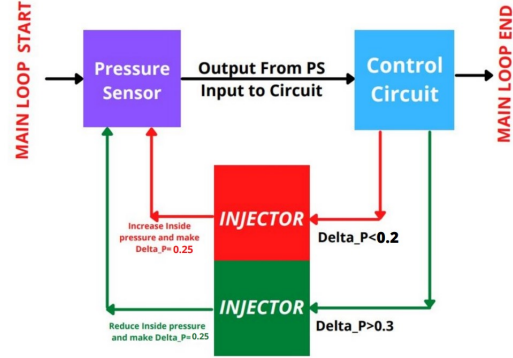 MAIN LOOP START
Pressure
Sensor
Output From PS
Input to Circuit
Control
Circuit
MAIN LOOP END
INJECTOR
Increase Inside
pressure and make
Delta_P= 0.25
Delta_P<0.2
INJECTOR
Reduce Inside pressure
and make Delta_P=0.25
Delta_P>0.3